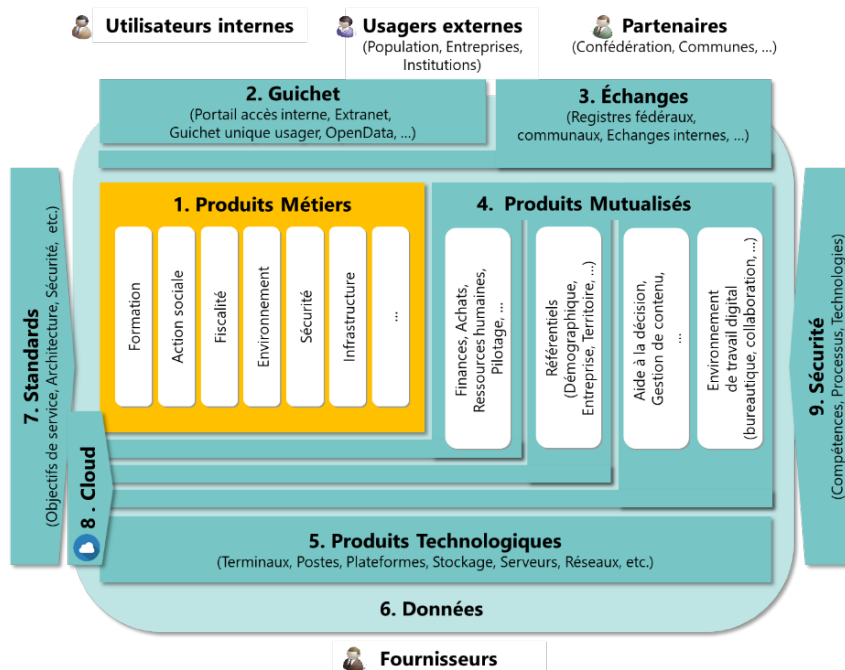 Utilisateurs internes
Usagers externes
(Population, Entreprises,
Institutions)
Partenaires
(Confédération, Communes, ...)
2. Guichet
(Portail accès interne, Extranet,
Guichet unique usager, OpenData, ...)
3. Échanges
(Registres fédéraux,
communaux, Echanges internes, ...)
7. Standards
(Objectifs de service, Architecture, Sécurité, etc.)
8 . Cloud
1. Produits Métiers
Formation
Action sociale
Fiscalité
Environnement
Sécurité
Infrastructure
...
4. Produits Mutualisés
Finances, Achats,
Ressources humaines,
Pilotage, ...
Référentiels
(Démographique,
Entreprise, Territoire, ...)
Aide à la décision,
Gestion de contenu,
...
Environnement
de travail digital
(bureautique, collaboration, ...)
9. Sécurité
(Compétences, Processus, Technologies)
5. Produits Technologiques
(Terminaux, Postes, Plateformes, Stockage, Serveurs, Réseaux, etc.)
6. Données
Fournisseurs